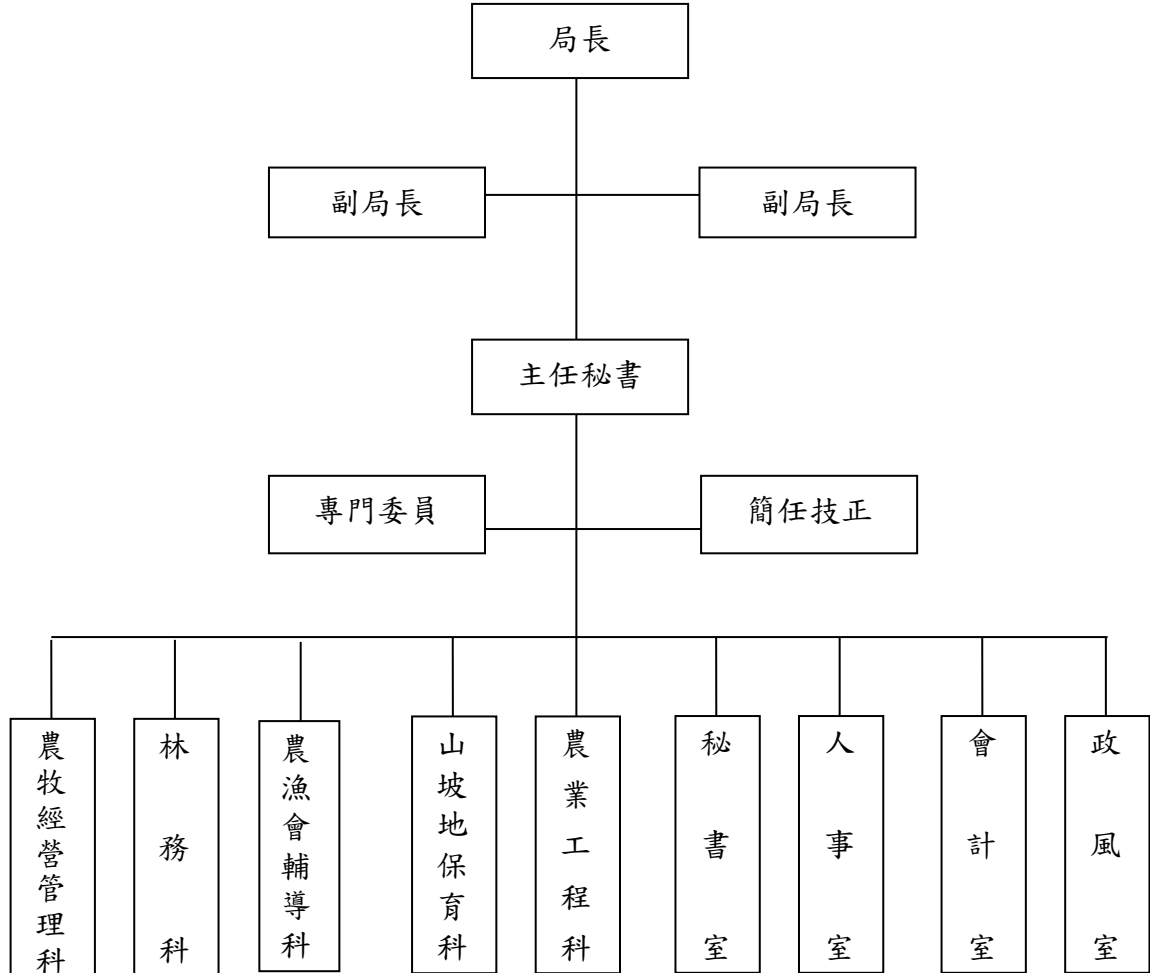 局長
副局長
副局長
主任秘書
專門委員
簡任技正
農牧經營管理科
林務科
農漁會輔導科
山坡地保育科
農業工程科
秘書室
人事室
會計室
政風室